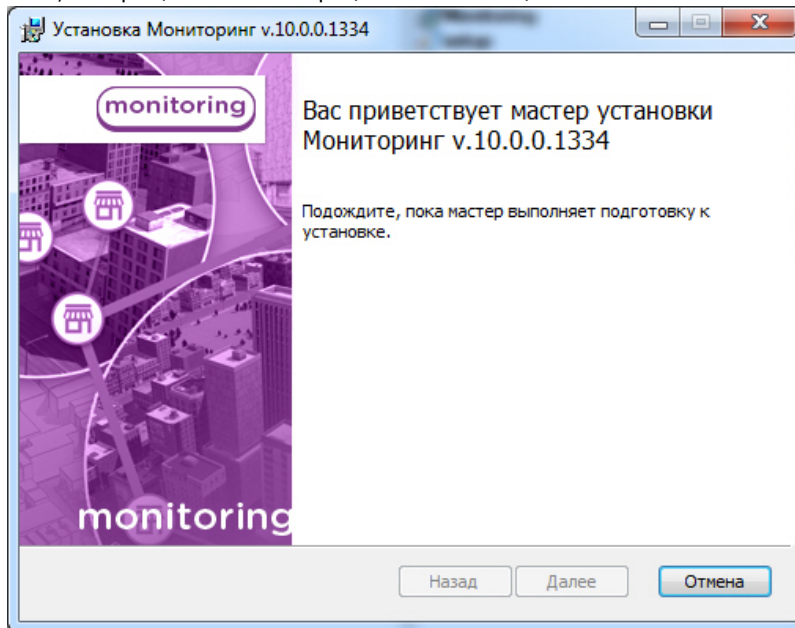 Установка Мониторинг v.10.0.0.1334
monitoring
Вас приветствует мастер установки
Мониторинг v.10.0.0.1334
Подождите, пока мастер выполняет подготовку к
установке.
monitoring
Назад
Далее
Отмена